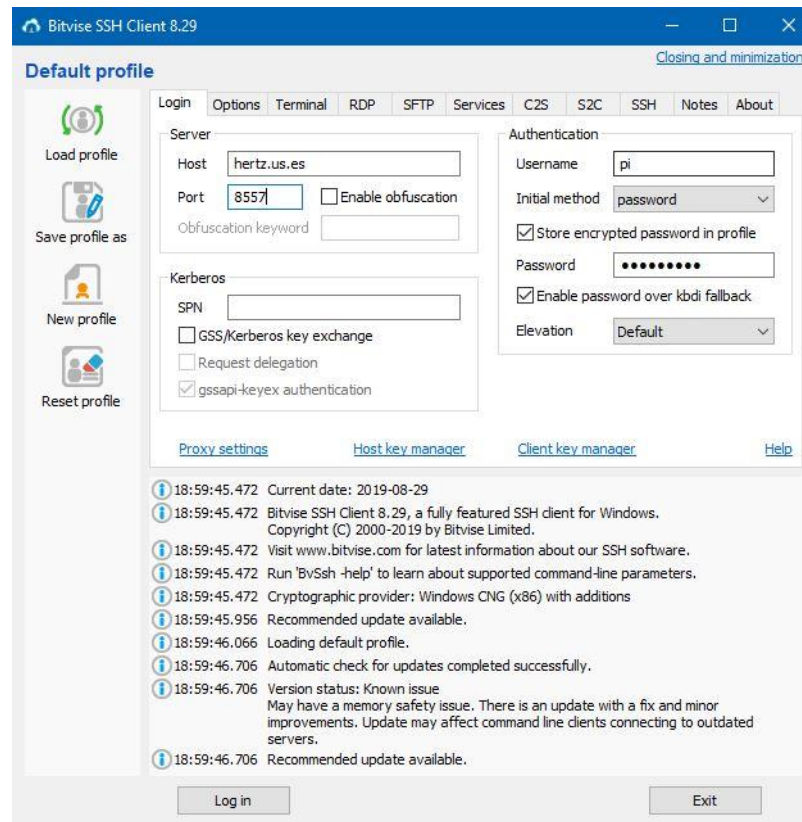 Bitvise SSH Client 8.29
Default profile
Closing and minimization
Load profile
Save profile as
New profile
Reset profile
Login Options Terminal RDP SFTP Services C2S S2C SSH Notes About
Server
Host hertz.us.es
Port 8557 Enable obfuscation
Obfuscation keyword
Kerberos
SPN
GSS/Kerberos key exchange
Request delegation
gssapi-keyex authentication
Authentication
Username pi
Initial method password
Store encrypted password in profile
Password ●●●●●●●●●
Enable password over kbdi fallback
Elevation Default
Proxy settings Host key manager Client key manager Help
18:59:45.472 Current date: 2019-08-29
18:59:45.472 Bitvise SSH Client 8.29, a fully featured SSH client for Windows.
Copyright (C) 2000-2019 by Bitvise Limited.
18:59:45.472 Visit www.bitvise.com for latest information about our SSH software.
18:59:45.472 Run 'BvSsh -help' to learn about supported command-line parameters.
18:59:45.472 Cryptographic provider: Windows CNG (x86) with additions
18:59:45.956 Recommended update available.
18:59:46.066 Loading default profile.
18:59:46.706 Automatic check for updates completed successfully.
18:59:46.706 Version status: Known issue
May have a memory safety issue. There is an update with a fix and minor
improvements. Update may affect command line clients connecting to outdated
servers.
18:59:46.706 Recommended update available.
Log in Exit